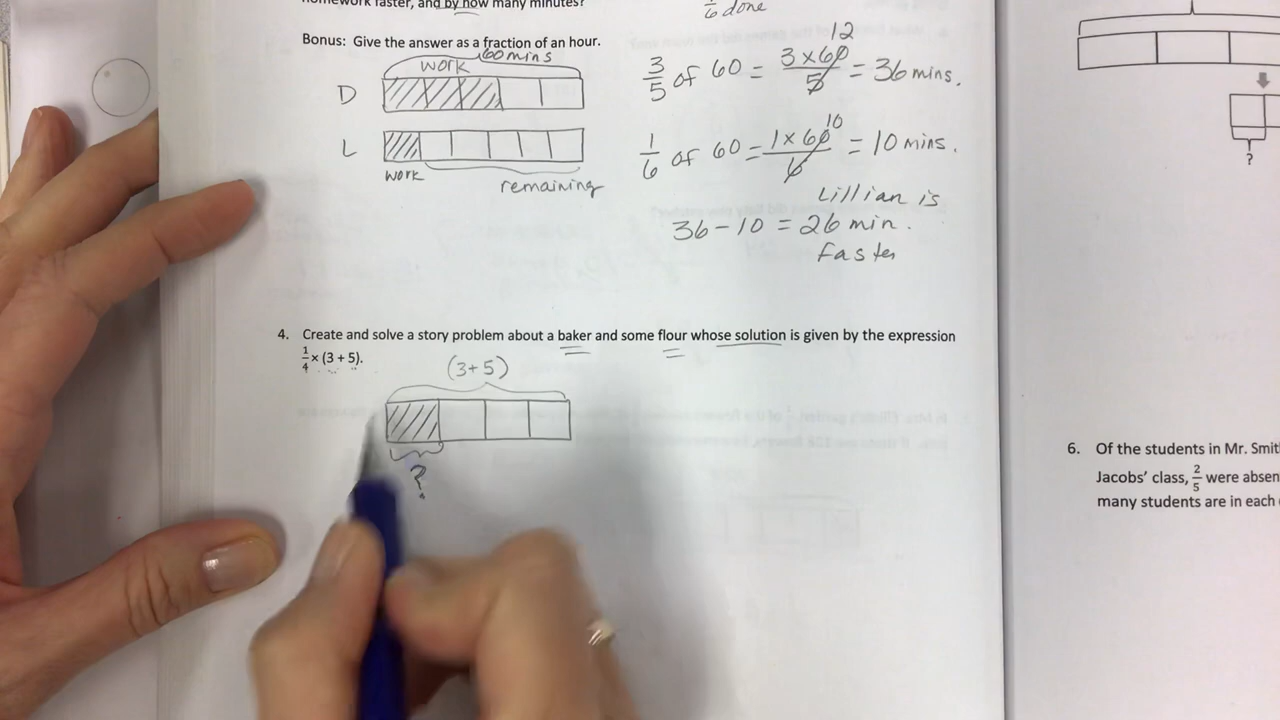 homework faster, and by how many minutes?
6 done
Bonus: Give the answer as a fraction of an hour.
work 60 mins
D
L
work
remaining
3/5 of 60 = 3 x 60/5 12 = 36 mins.
1/6 of 60 = 1 x 60/6 10 = 10 mins.
Lillian is
36 - 10 = 26 min.
faster
4. Create and solve a story problem about a baker and some flour whose solution is given by the expression
1/4 x (3 + 5).
(3+5)
?
?
6. Of the students in Mr. Smit
Jacobs' class, 2/5 were absen
many students are in each